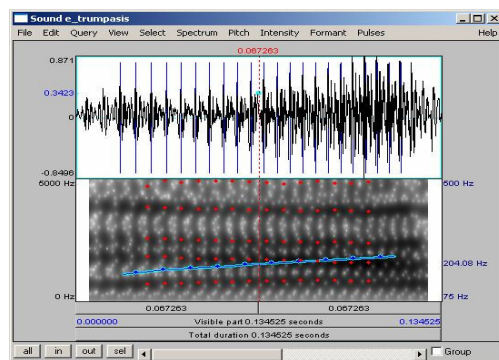 Sound e_trumpasis
File Edit Query View Select Spectrum Pitch Intensity Formant Pulses Help
0.067263
0.871
0.3423
0
-0.8496
5000 Hz 500 Hz
204.08 Hz
0 Hz 75 Hz
0.067263 0.067263
0.000000 Visible part 0.134525 seconds 0.134525
Total duration 0.134525 seconds
all in out sel Group